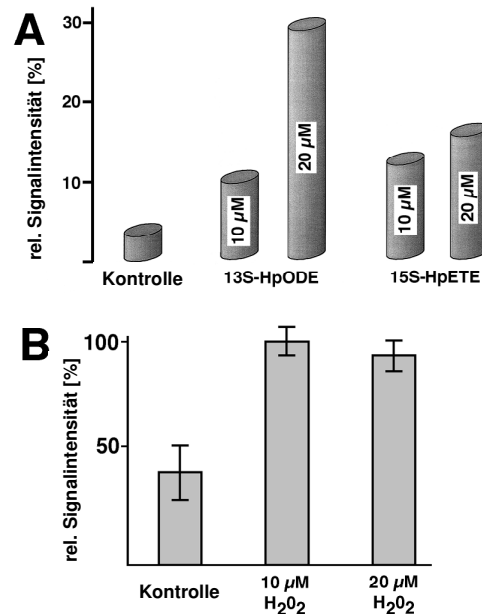 A
rel. Signalintensität [%]
30
20
10
10 µM
20 µM
10 µM
20 µM
Kontrolle
13S-HpODE
15S-HpETE
B
rel. Signalintensität [%]
100
50
Kontrolle
10 µM
H202
20 µM
H202